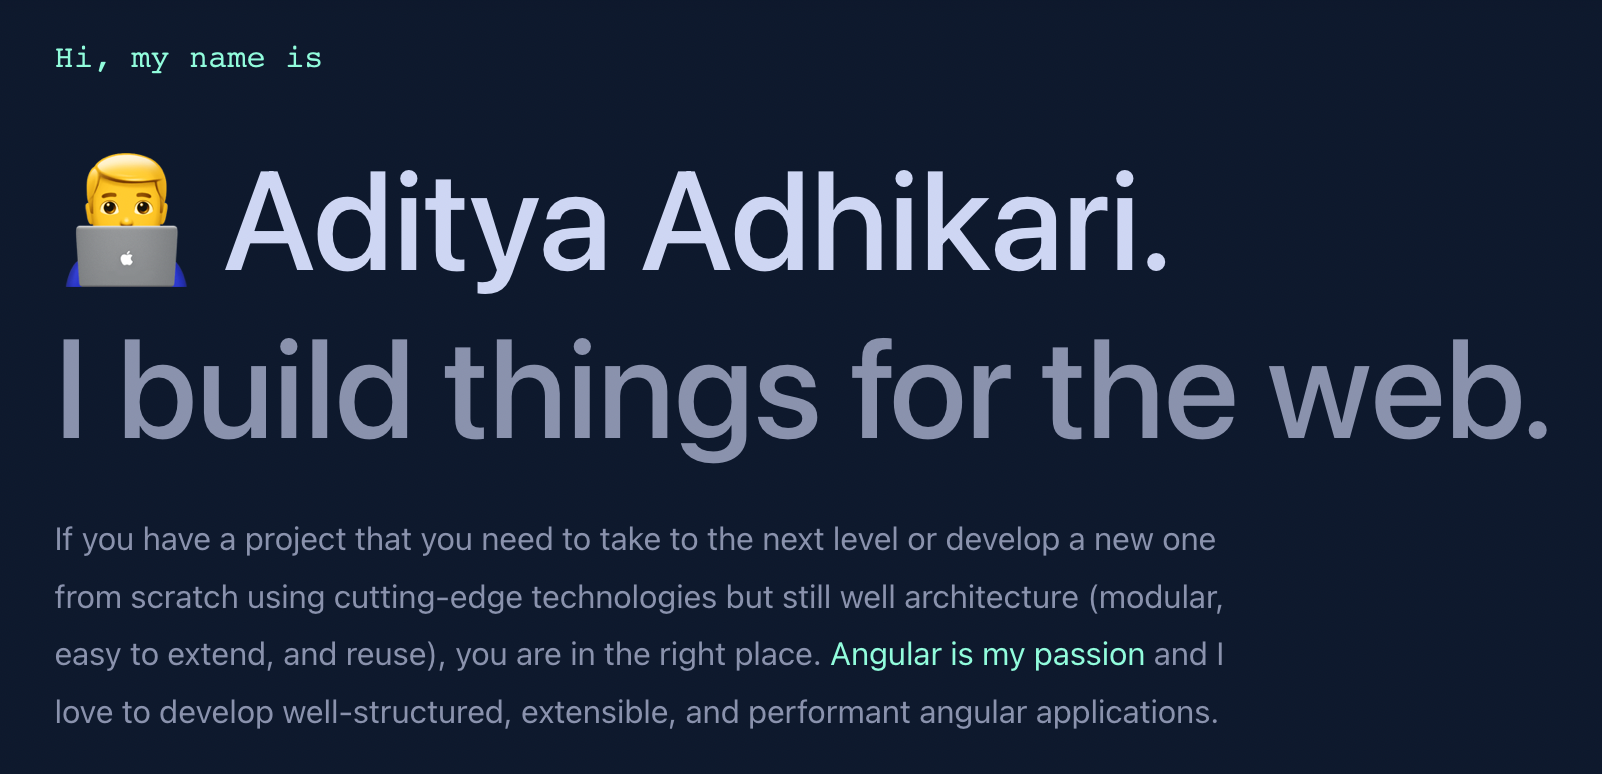 Hi, my name is
👨‍💻 Aditya Adhikari.
I build things for the web.
If you have a project that you need to take to the next level or develop a new one
from scratch using cutting-edge technologies but still well architecture (modular,
easy to extend, and reuse), you are in the right place. Angular is my passion and I
love to develop well-structured, extensible, and performant angular applications.